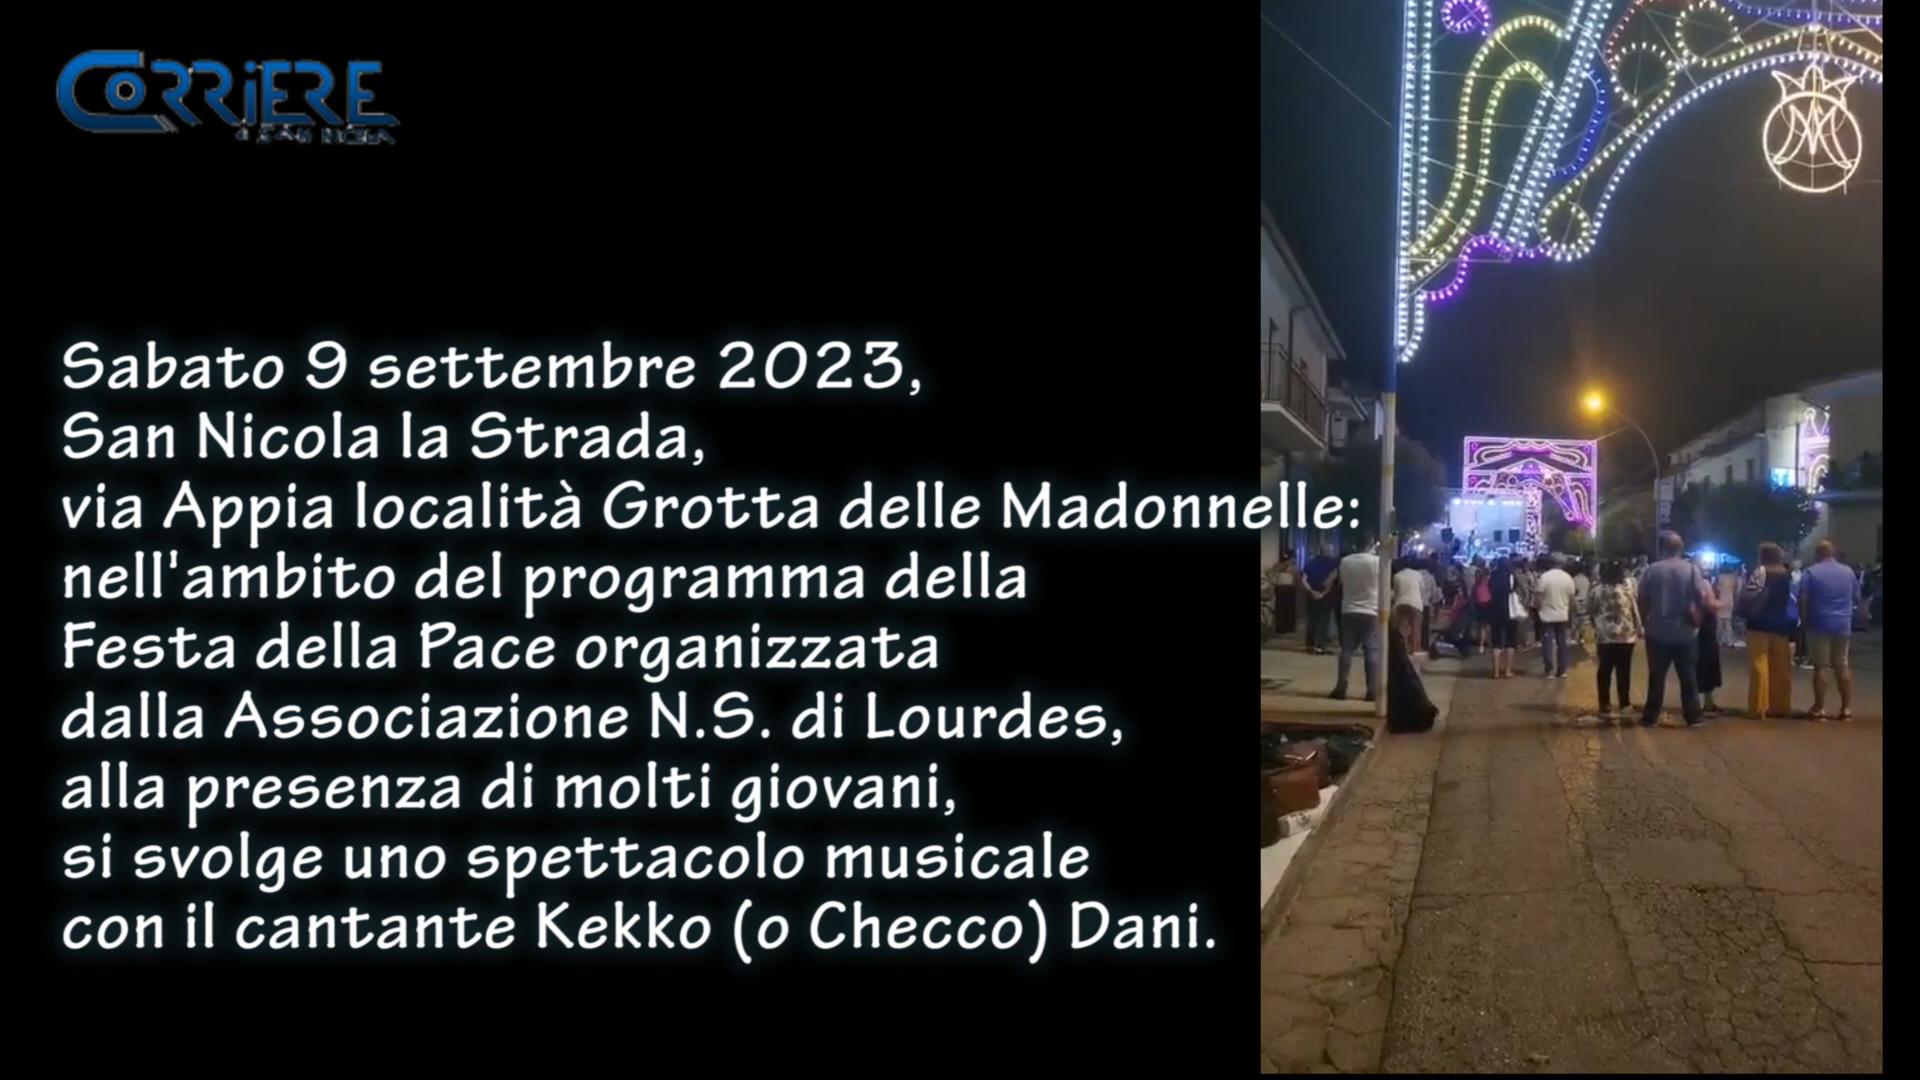 CORRiERE
Sabato 9 settembre 2023,
San Nicola la Strada,
via Appia località Grotta delle Madonnelle:
nell'ambito del programma della
Festa della Pace organizzata
dalla Associazione N.S. di Lourdes,
alla presenza di molti giovani,
si svolge uno spettacolo musicale
con il cantante Kekko (o Checco) Dani.